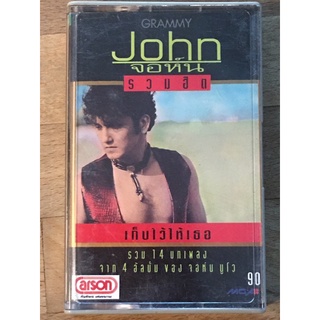 GRAMMY
John
จอห์น
รวมฮิต
เก็บไว้ให้เธอ
รวม 14 บทเพลง
จาก 4 อัลบั้ม ของ จอห์น นูโว
90
arson